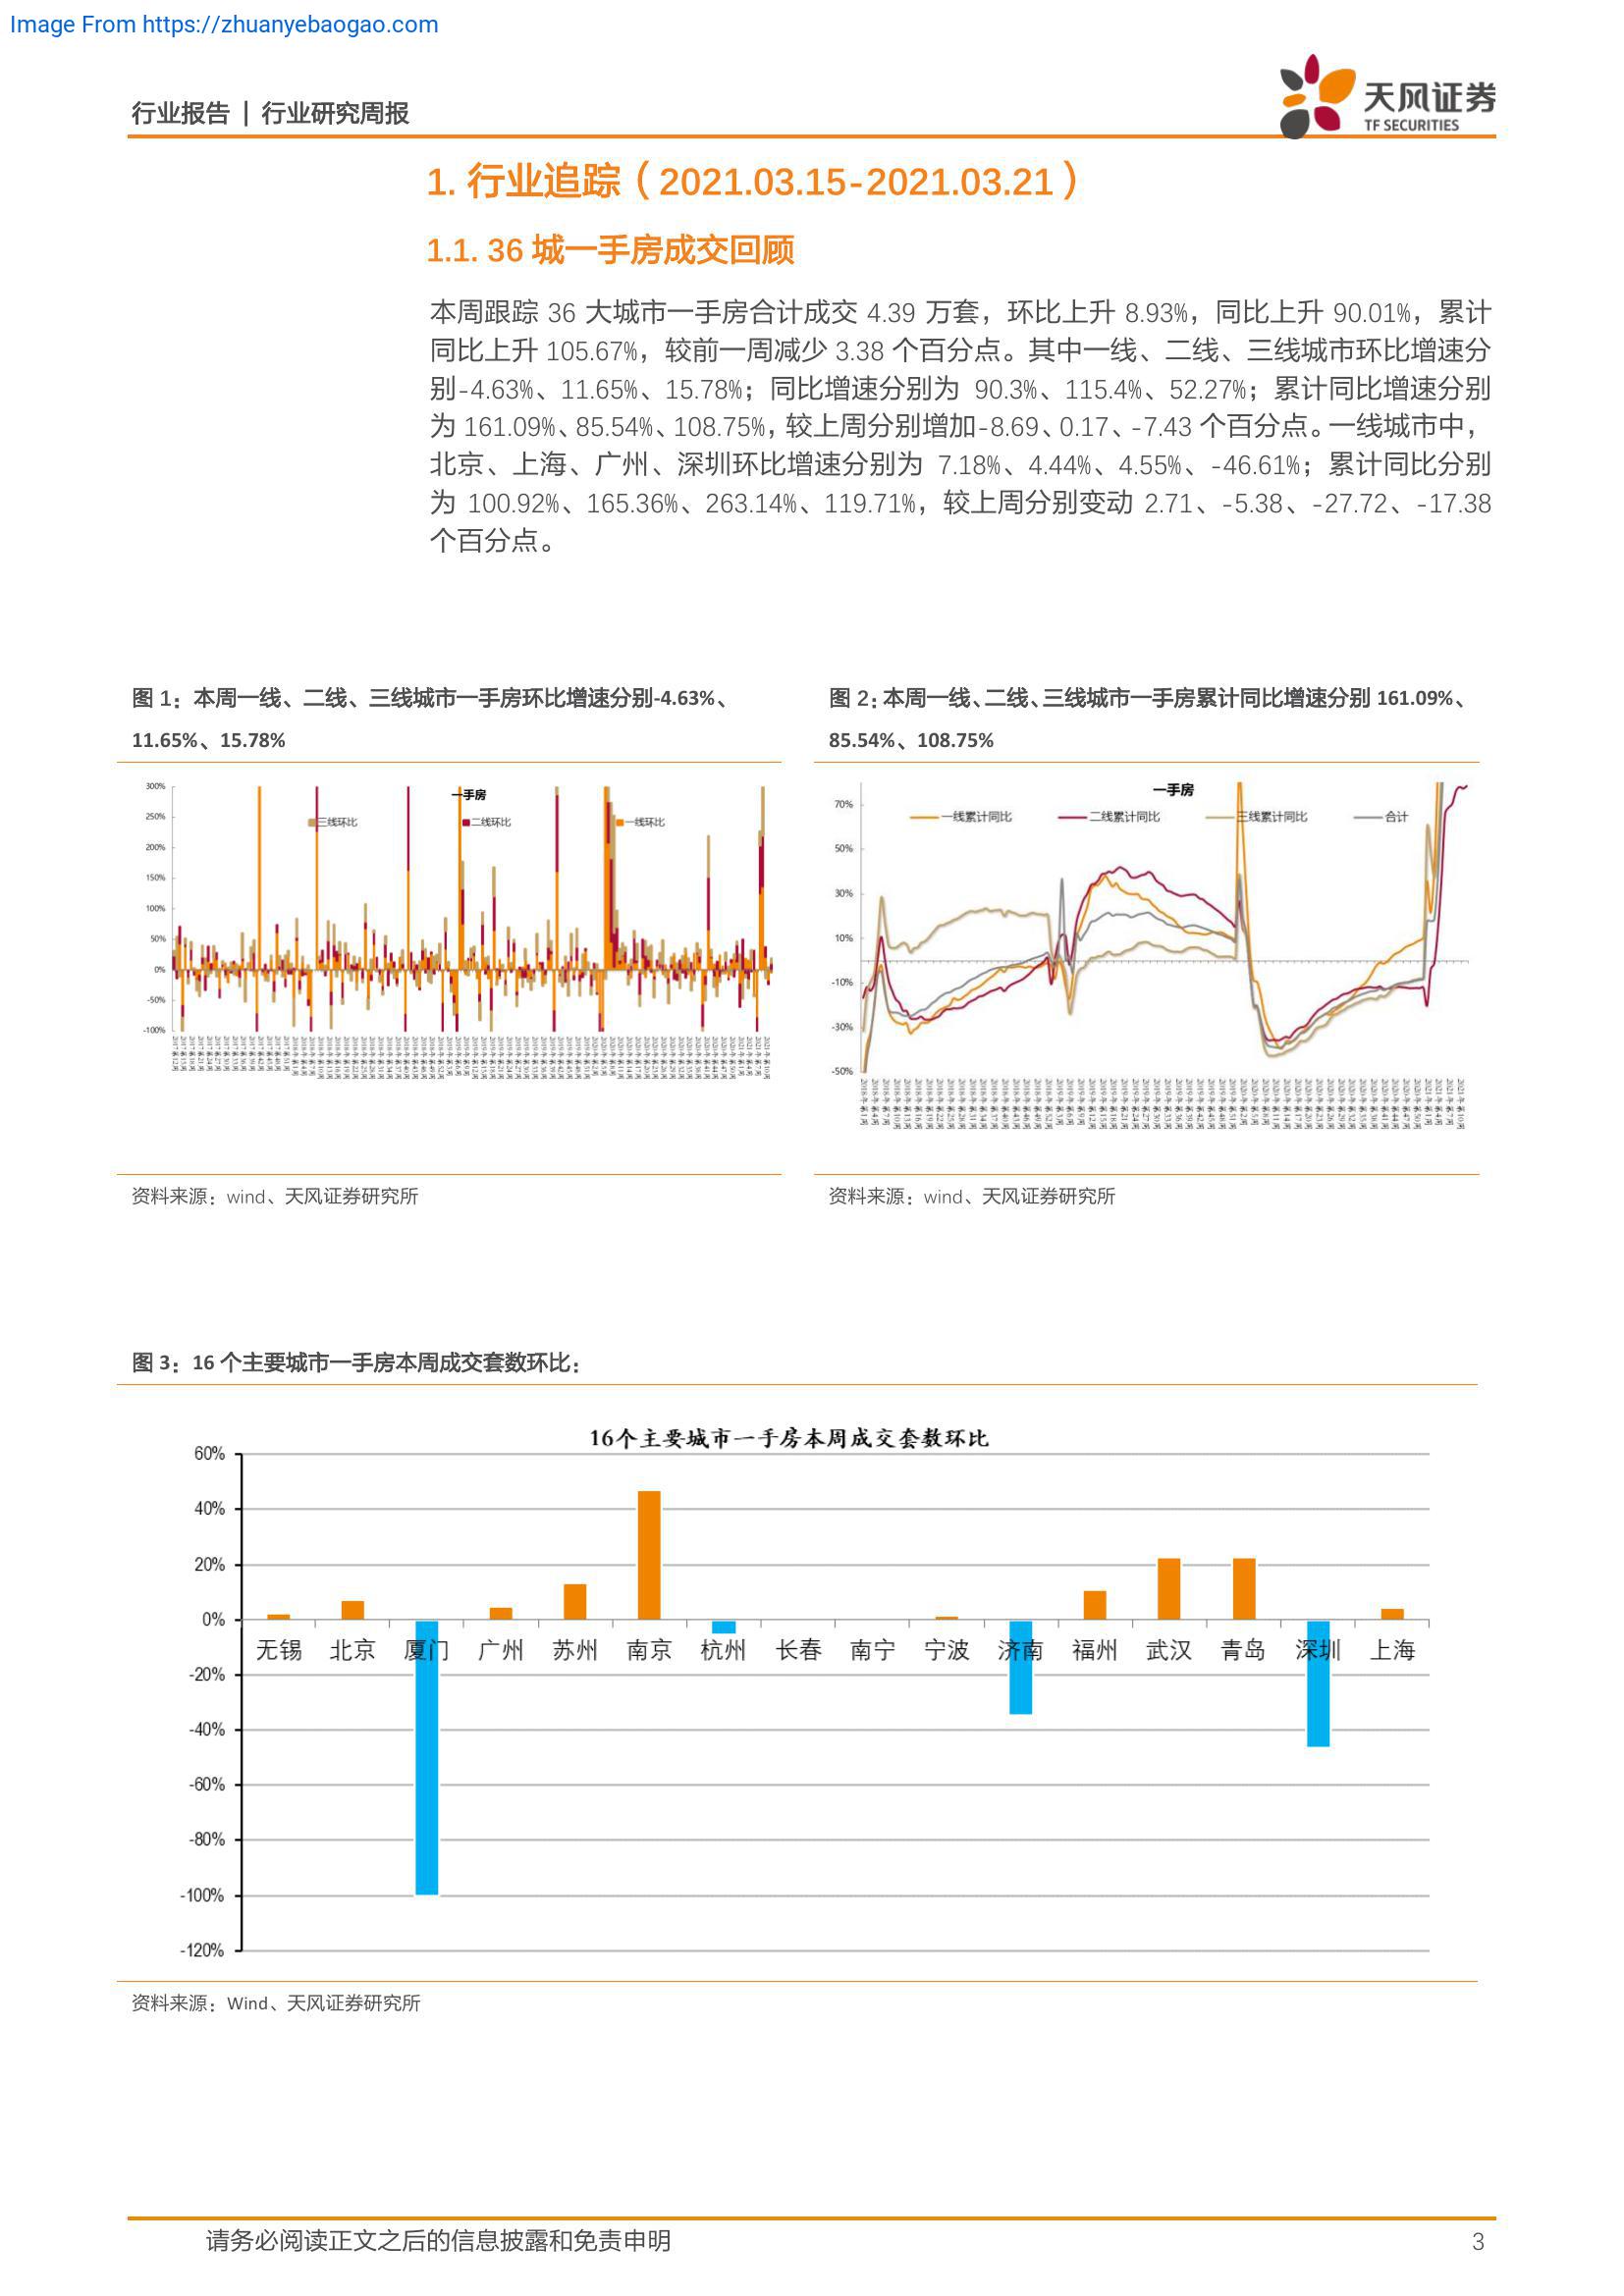 Image From https://zhuanyebaogao.com
行业报告 | 行业研究周报
天风证券
TF SECURITIES
1. 行业追踪（2021.03.15-2021.03.21）
1.1. 36 城一手房成交回顾
本周跟踪 36 大城市一手房合计成交 4.39 万套，环比上升 8.93%，同比上升 90.01%，累计
同比上升 105.67%，较前一周减少 3.38 个百分点。其中一线、二线、三线城市环比增速分
别-4.63%、11.65%、15.78%；同比增速分别为 90.3%、115.4%、52.27%；累计同比增速分别
为 161.09%、85.54%、108.75%，较上周分别增加-8.69、0.17、-7.43 个百分点。一线城市中，
北京、上海、广州、深圳环比增速分别为 7.18%、4.44%、4.55%、-46.61%；累计同比分别
为 100.92%、165.36%、263.14%、119.71%，较上周分别变动 2.71、-5.38、-27.72、-17.38
个百分点。
图 1：本周一线、二线、三线城市一手房环比增速分别-4.63%、
11.65%、15.78%
一手房
三线环比 二线环比 一线环比
300%
250%
200%
150%
100%
50%
0%
-50%
-100%
资料来源：wind、天风证券研究所
图 2：本周一线、二线、三线城市一手房累计同比增速分别 161.09%、
85.54%、108.75%
一手房
一线累计同比 二线累计同比 三线累计同比 合计
70%
50%
30%
10%
-10%
-30%
-50%
资料来源：wind、天风证券研究所
图 3：16 个主要城市一手房本周成交套数环比：
16个主要城市一手房本周成交套数环比
60%
40%
20%
0%
无锡 北京 厦门 广州 苏州 南京 杭州 长春 南宁 宁波 济南 福州 武汉 青岛 深圳 上海
-20%
-40%
-60%
-80%
-100%
-120%
资料来源：Wind、天风证券研究所
请务必阅读正文之后的信息披露和免责申明
3